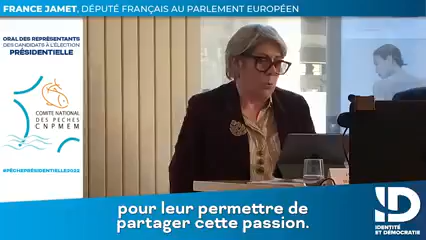 FRANCE JAMET, DÉPUTÉ FRANÇAIS AU PARLEMENT EUROPÉEN
ORAL DES REPRÉSENTANTS
DES CANDIDATS À L'ÉLECTION
PRÉSIDENTIELLE
COMITÉ NATIONAL
DES PÊCHES
CNPMEM
#PÊCHEPRÉSIDENTIELLE2022
pour leur permettre de
partager cette passion.
ID
IDENTITÉ
ET DÉMOCRATIE